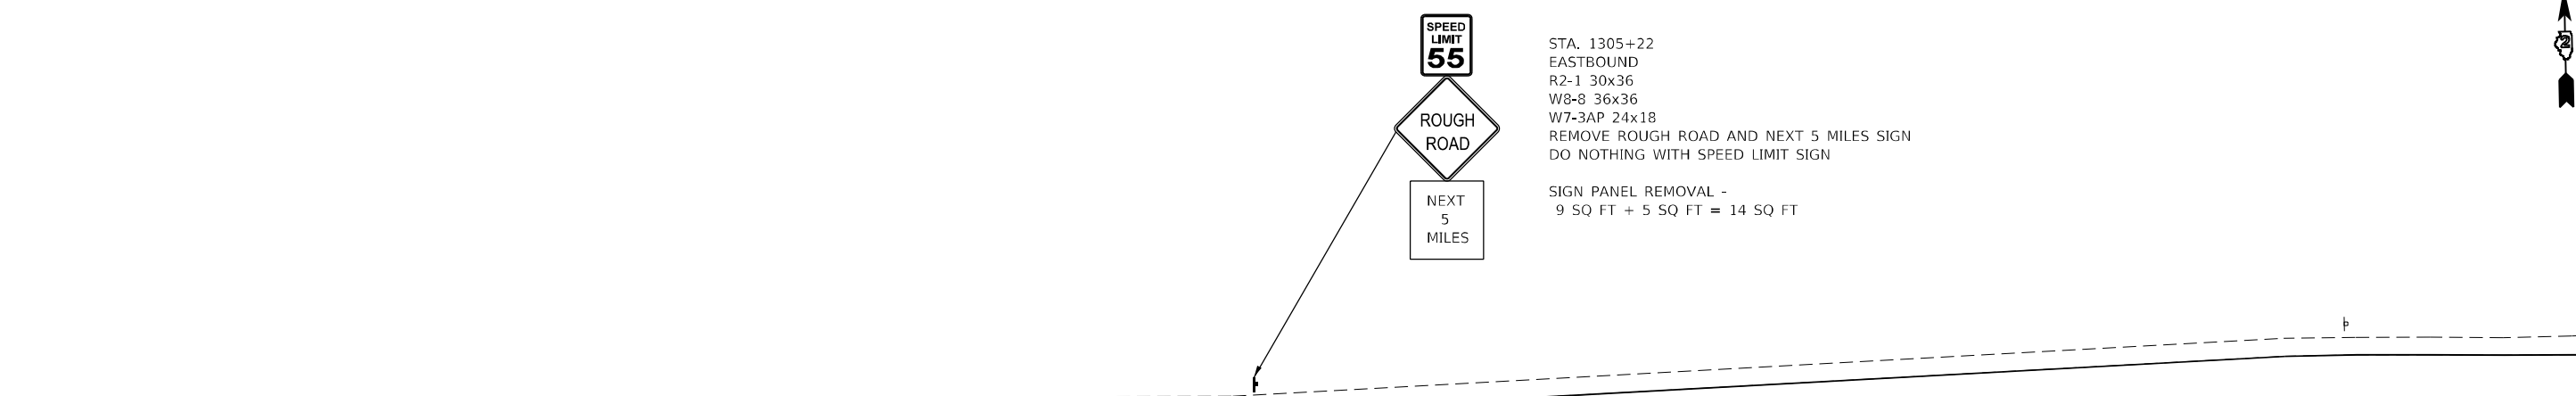 SPEED
LIMIT
55
ROUGH
ROAD
NEXT
5
MILES
STA. 1305+22
EASTBOUND
R2-1 30x36
W8-8 36x36
W7-3AP 24x18
REMOVE ROUGH ROAD AND NEXT 5 MILES SIGN
DO NOTHING WITH SPEED LIMIT SIGN
SIGN PANEL REMOVAL -
9 SQ FT + 5 SQ FT = 14 SQ FT
2